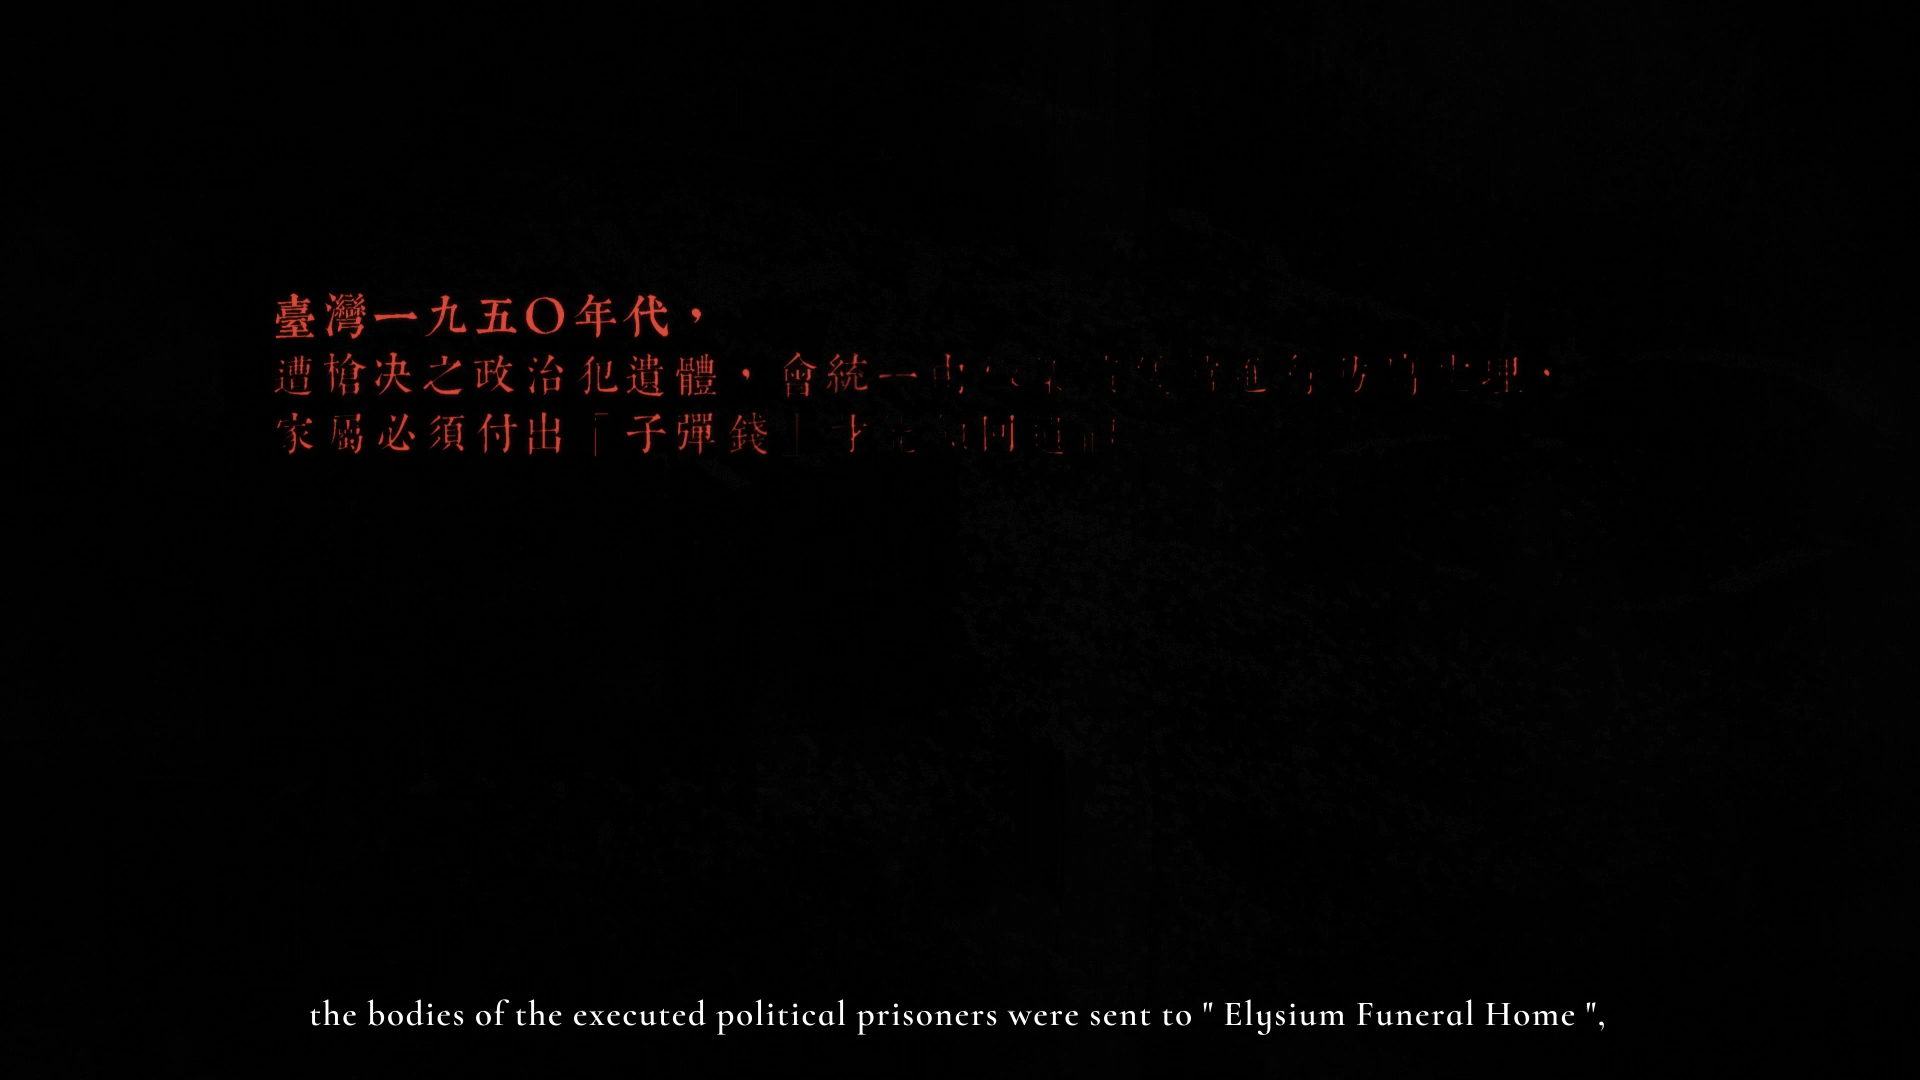 臺灣一九五〇年代，
遭槍決之政治犯遺體，會統一由
家屬必須付出「子彈錢」才
the bodies of the executed political prisoners were sent to " Elysium Funeral Home ",